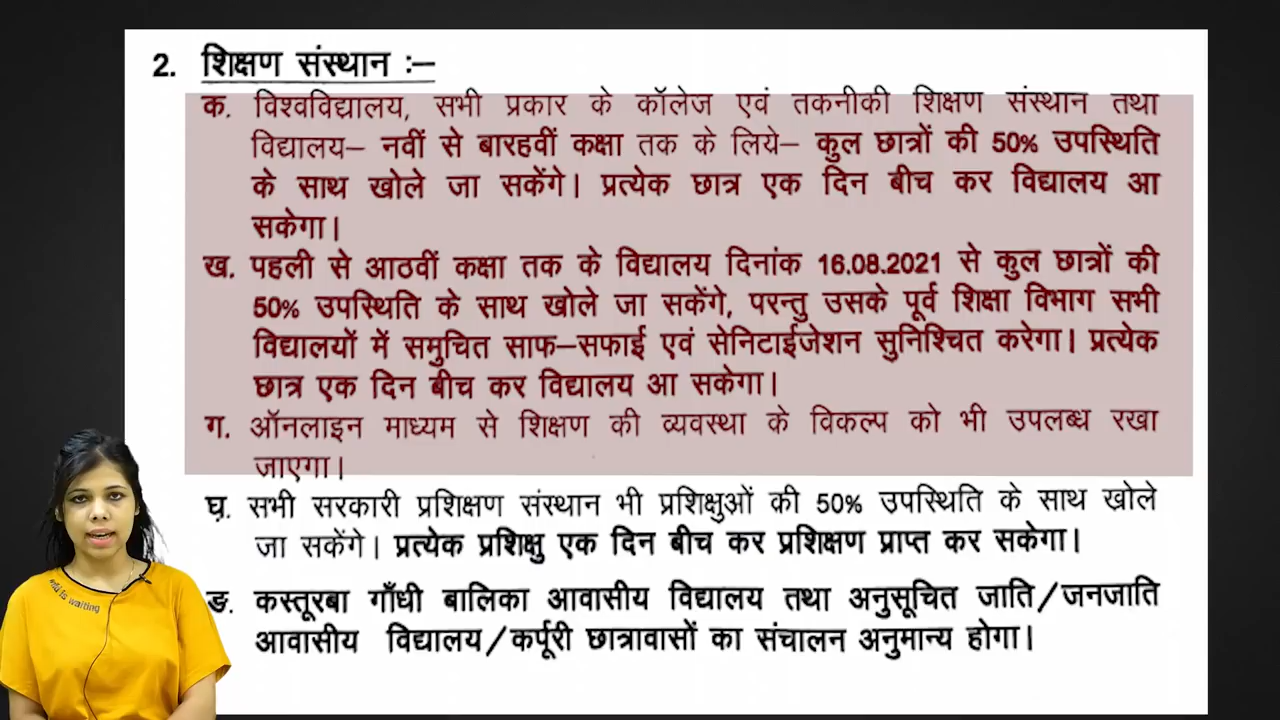 2. शिक्षण संस्थान :–
क. विश्वविद्यालय, सभी प्रकार के कॉलेज एवं तकनीकी शिक्षण संस्थान तथा
विद्यालय– नवीं से बारहवीं कक्षा तक के लिये– कुल छात्रों की 50% उपस्थिति
के साथ खोले जा सकेंगे। प्रत्येक छात्र एक दिन बीच कर विद्यालय आ
सकेगा।
ख. पहली से आठवीं कक्षा तक के विद्यालय दिनांक 16.08.2021 से कुल छात्रों की
50% उपस्थिति के साथ खोले जा सकेंगे, परन्तु उसके पूर्व शिक्षा विभाग सभी
विद्यालयों में समुचित साफ–सफाई एवं सेनिटाईजेशन सुनिश्चित करेगा। प्रत्येक
छात्र एक दिन बीच कर विद्यालय आ सकेगा।
ग. ऑनलाइन माध्यम से शिक्षण की व्यवस्था के विकल्प को भी उपलब्ध रखा
जाएगा।
घ. सभी सरकारी प्रशिक्षण संस्थान भी प्रशिक्षुओं की 50% उपस्थिति के साथ खोले
जा सकेंगे। प्रत्येक प्रशिक्षु एक दिन बीच कर प्रशिक्षण प्राप्त कर सकेगा।
ङ. कस्तूरबा गाँधी बालिका आवासीय विद्यालय तथा अनुसूचित जाति/जनजाति
आवासीय विद्यालय/कर्पूरी छात्रावासों का संचालन अनुमान्य होगा।
is waiting